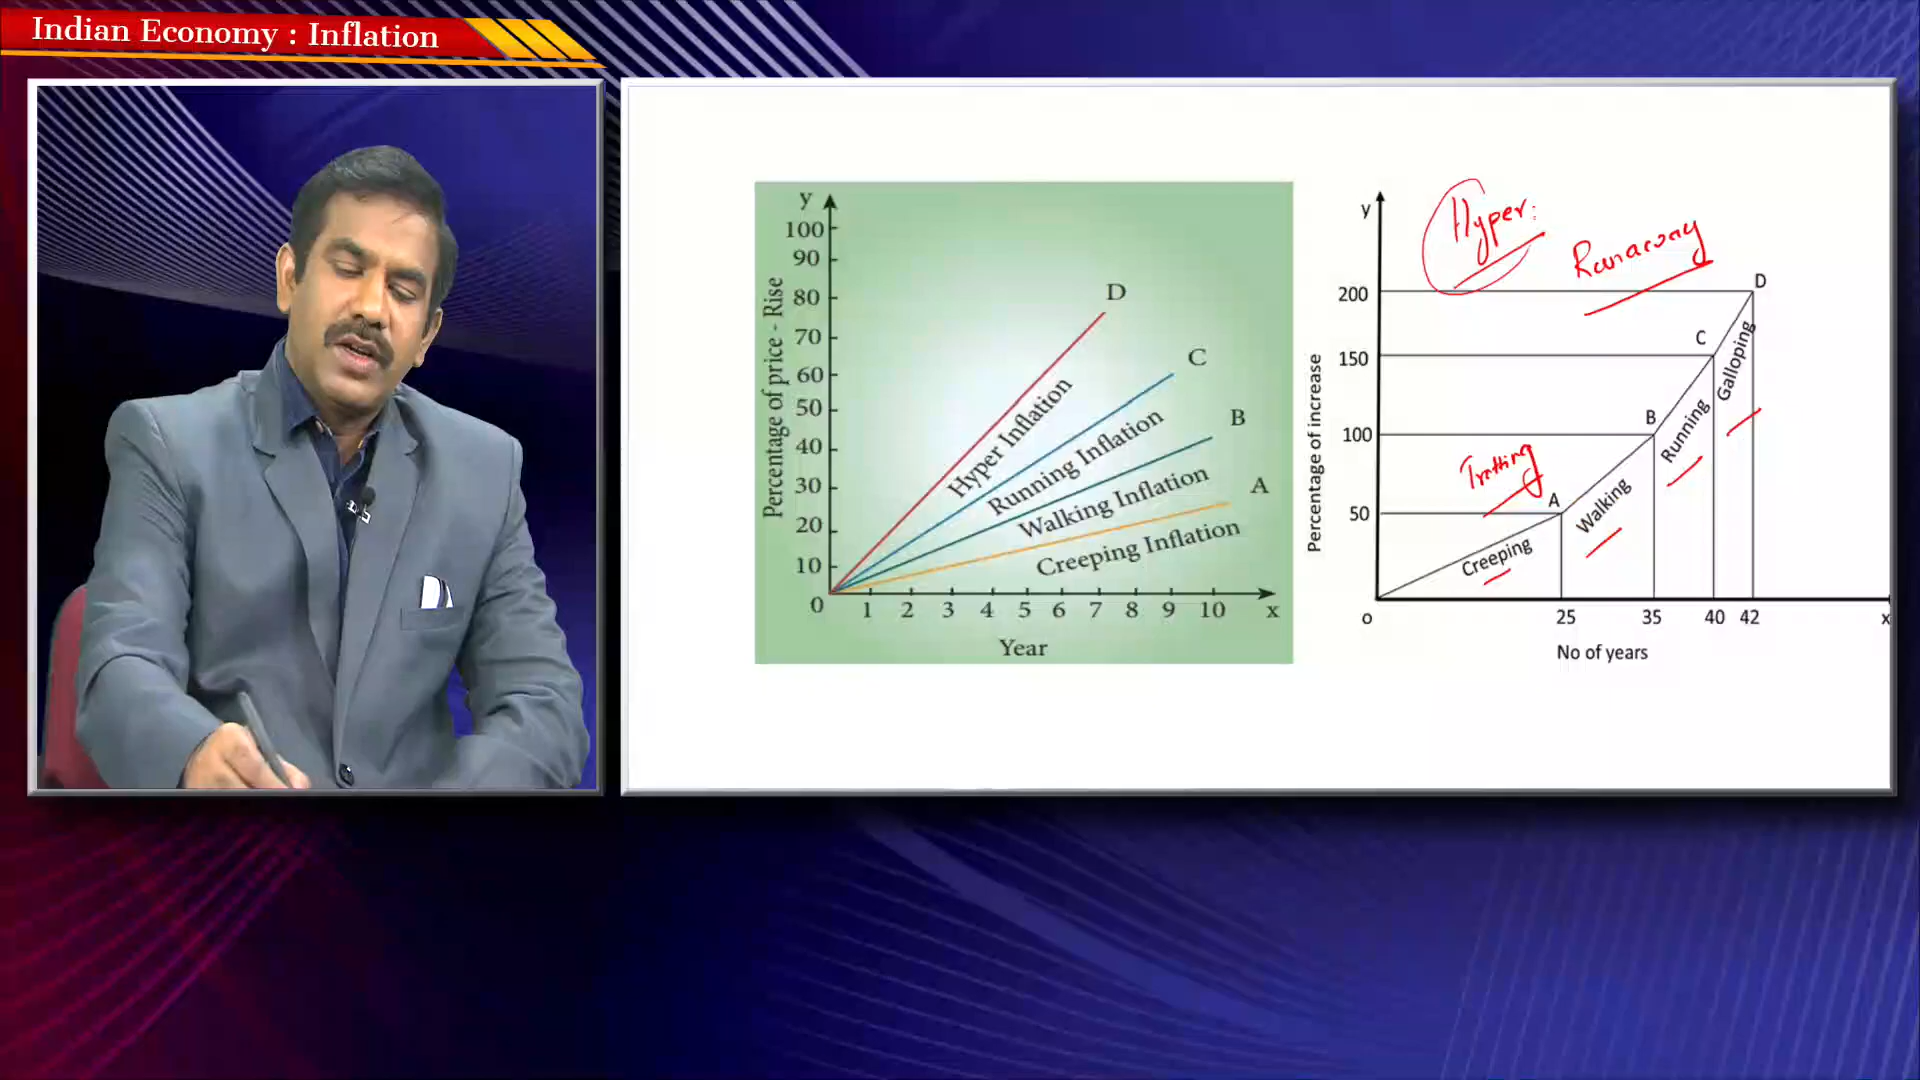 Indian Economy : Inflation
y
100
90
80
70
60
50
40
30
20
10
0
Percentage of price - Rise
D
C
B
A
Hyper Inflation
Running Inflation
Walking Inflation
Creeping Inflation
1 2 3 4 5 6 7 8 9 10 x
Year
y
Hyper:
Runaway
200
150
100
50
Percentage of increase
D
C
B
A
Trotting
Galloping
Running
Walking
Creeping
o 25 35 40 42 x
No of years